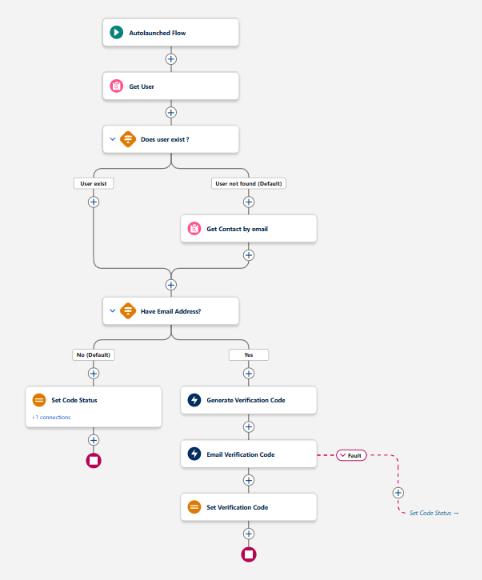 Autolaunched Flow
Get User
Does user exist ?
User exist
User not found (Default)
Get Contact by email
Have Email Address?
No (Default)
Yes
Set Code Status
+1 connections
Generate Verification Code
Email Verification Code
Fault
Set Verification Code
Set Code Status →